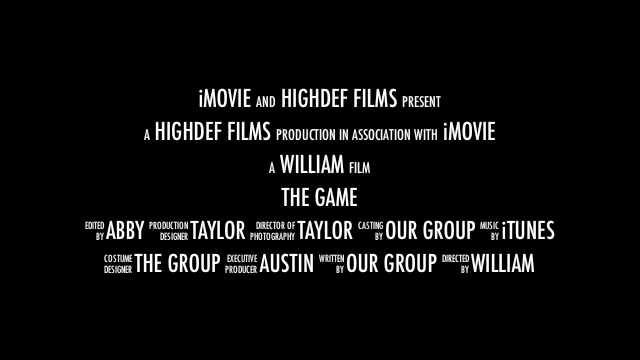 iMOVIE AND HIGHDEF FILMS PRESENT
A HIGHDEF FILMS PRODUCTION IN ASSOCIATION WITH iMOVIE
A WILLIAM FILM
THE GAME
EDITED BY ABBY PRODUCTION DESIGNER TAYLOR DIRECTOR OF PHOTOGRAPHY TAYLOR CASTING BY OUR GROUP MUSIC BY iTUNES
COSTUME DESIGNER THE GROUP EXECUTIVE PRODUCER AUSTIN WRITTEN BY OUR GROUP DIRECTED BY WILLIAM